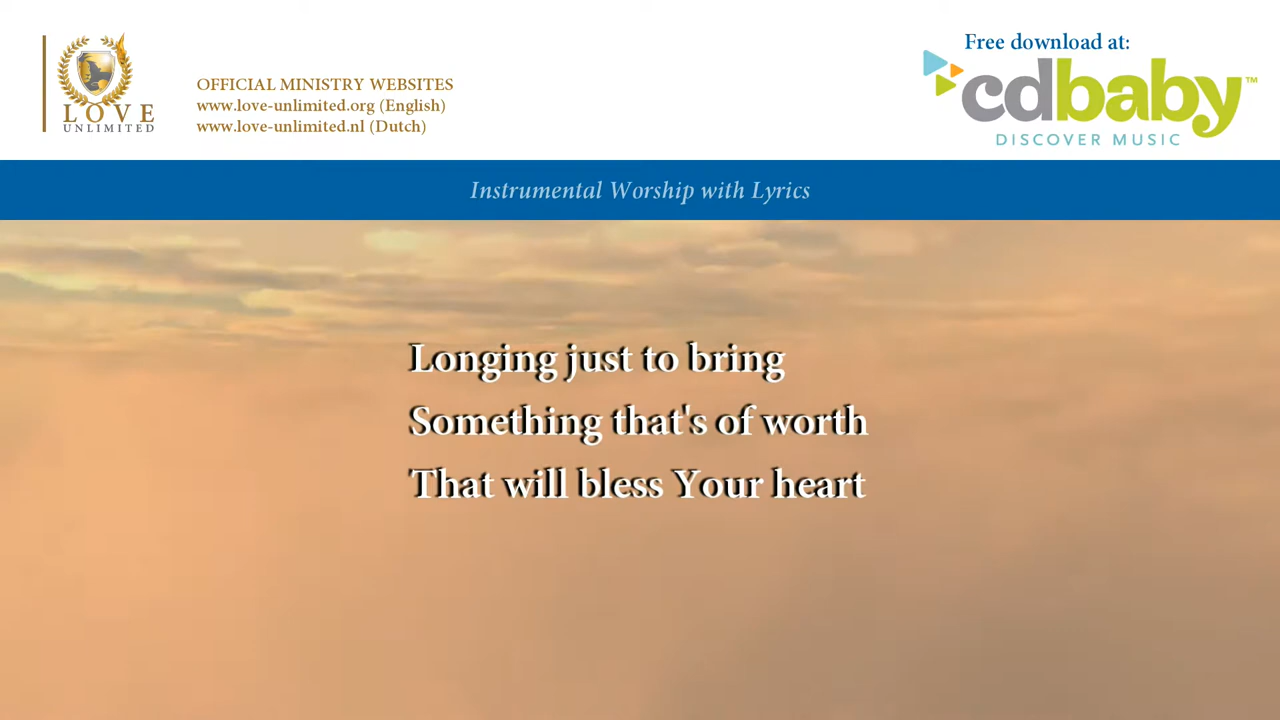 LOVE
UNLIMITED
OFFICIAL MINISTRY WEBSITES
www.love-unlimited.org (English)
www.love-unlimited.nl (Dutch)
Free download at:
cdbaby™
DISCOVER MUSIC
Instrumental Worship with Lyrics
Longing just to bring
Something that's of worth
That will bless Your heart